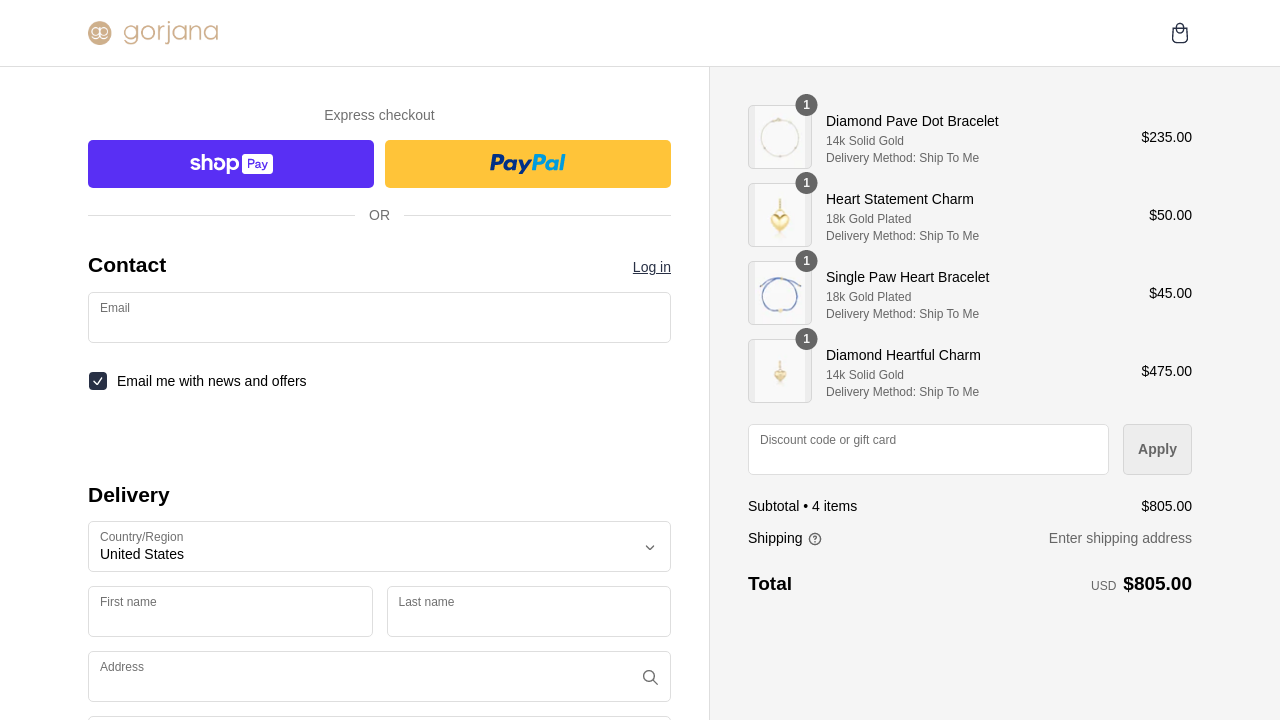 gorjana
Express checkout
shop Pay
PayPal
OR
Contact
Log in
Email
Email me with news and offers
Delivery
Country/Region
United States
First name
Last name
Address
1
Diamond Pave Dot Bracelet
14k Solid Gold
Delivery Method: Ship To Me
$235.00
1
Heart Statement Charm
18k Gold Plated
Delivery Method: Ship To Me
$50.00
1
Single Paw Heart Bracelet
18k Gold Plated
Delivery Method: Ship To Me
$45.00
1
Diamond Heartful Charm
14k Solid Gold
Delivery Method: Ship To Me
$475.00
Discount code or gift card
Apply
Subtotal • 4 items
$805.00
Shipping
Enter shipping address
Total
USD $805.00